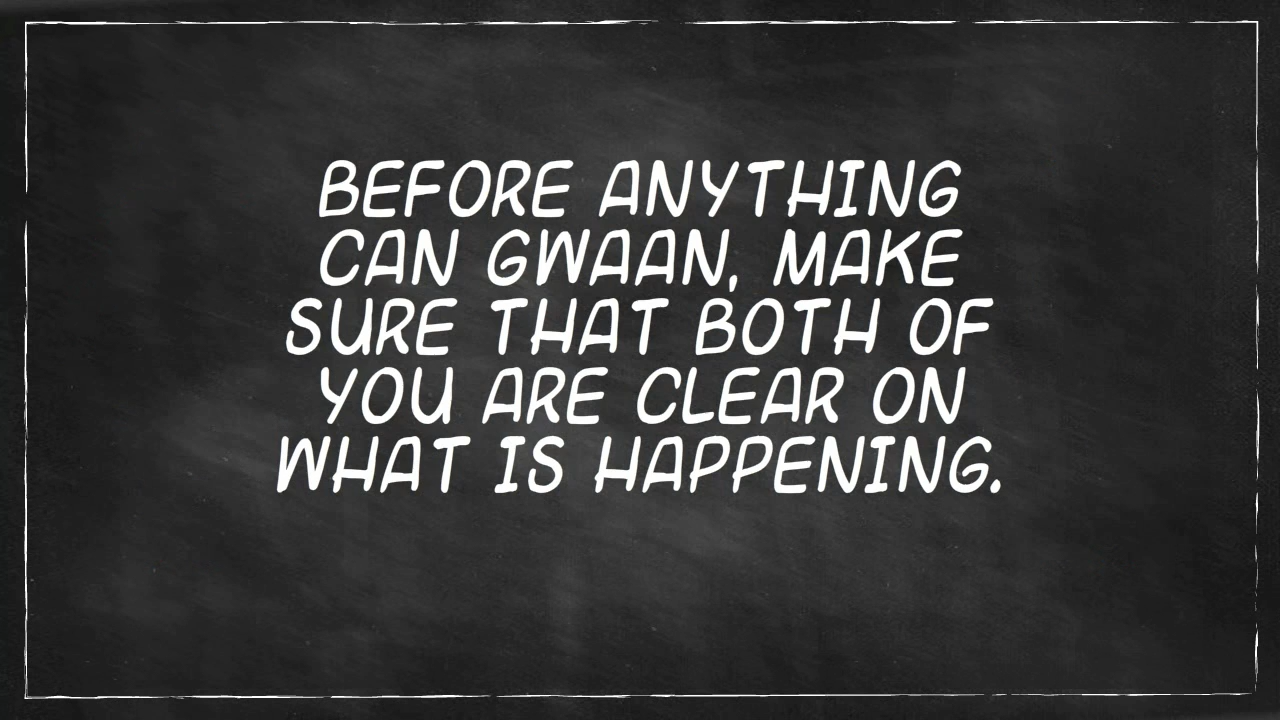 BEFORE ANYTHING
CAN GWAAN, MAKE
SURE THAT BOTH OF
YOU ARE CLEAR ON
WHAT IS HAPPENING.